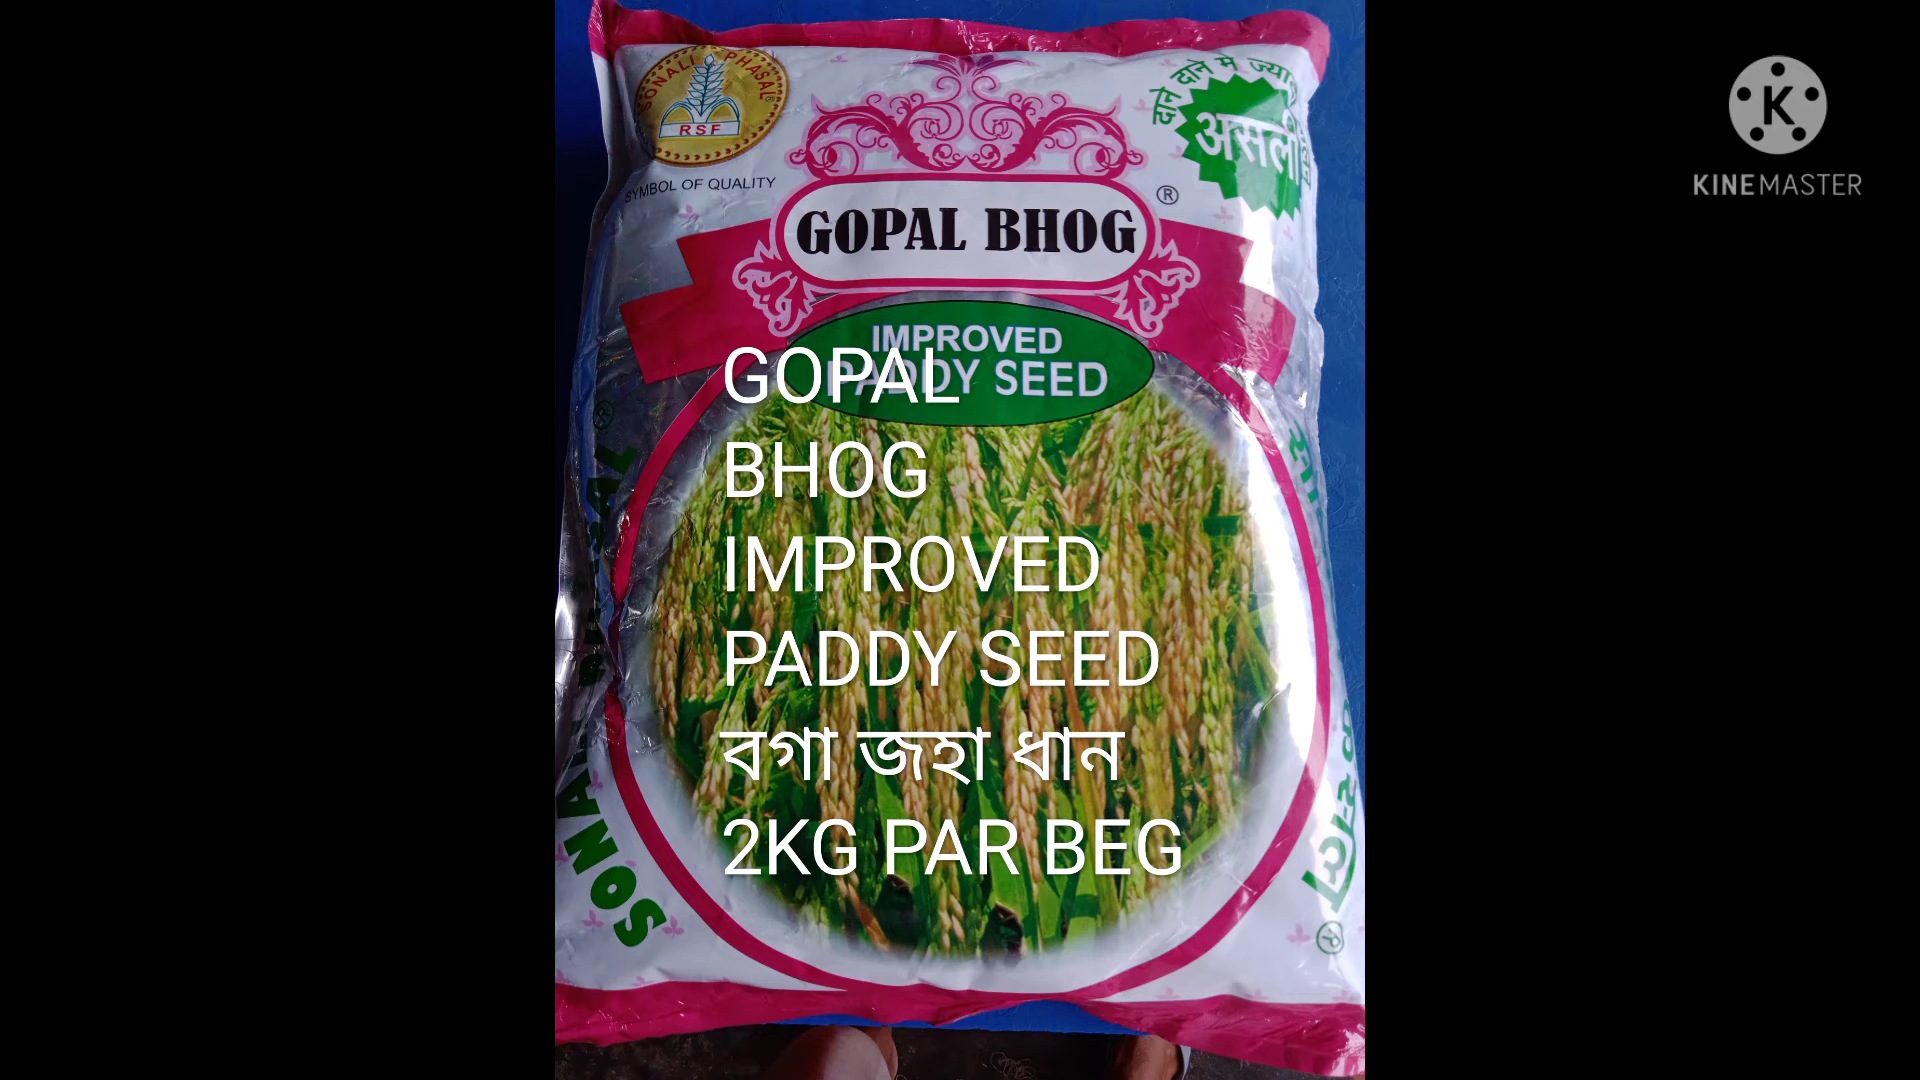 SONALI PHASAL
RSF
SYMBOL OF QUALITY
दाने दाने में
असली
GOPAL BHOG
®
IMPROVED
PADDY SEED
GOPAL
BHOG
IMPROVED
PADDY SEED
বগা জহা ধান
2KG PAR BEG
K
KINEMASTER